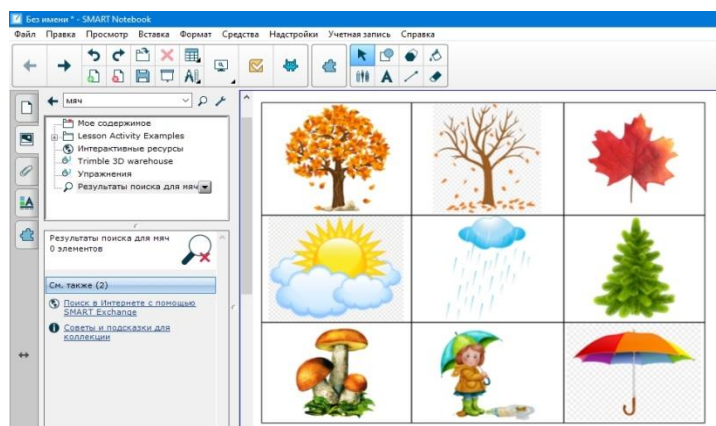 Без имени * - SMART Notebook
Файл Правка Просмотр Вставка Формат Средства Надстройки Учетная запись Справка
мяч
Мое содержимое
Lesson Activity Examples
Интерактивные ресурсы
Trimble 3D warehouse
Упражнения
Результаты поиска для мяч
Результаты поиска для мяч
0 элементов
См. также (2)
Поиск в Интернете с помощью
SMART Exchange
Советы и подсказки для
коллекции